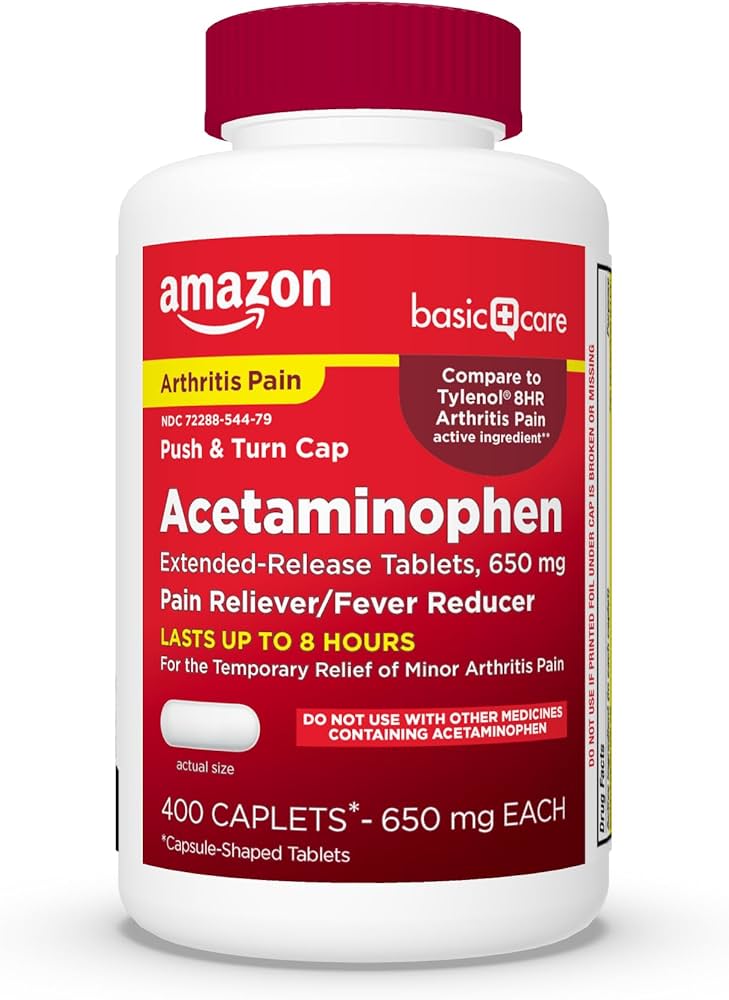 amazon
basic care
Arthritis Pain
Compare to
Tylenol® 8HR
Arthritis Pain
active ingredient**
NDC 72288-544-79
Push & Turn Cap
Acetaminophen
Extended-Release Tablets, 650 mg
Pain Reliever/Fever Reducer
LASTS UP TO 8 HOURS
For the Temporary Relief of Minor Arthritis Pain
DO NOT USE WITH OTHER MEDICINES
CONTAINING ACETAMINOPHEN
actual size
400 CAPLETS*- 650 mg EACH
*Capsule-Shaped Tablets
DO NOT USE IF PRINTED FOIL UNDER CAP IS BROKEN OR MISSING
Drug Facts